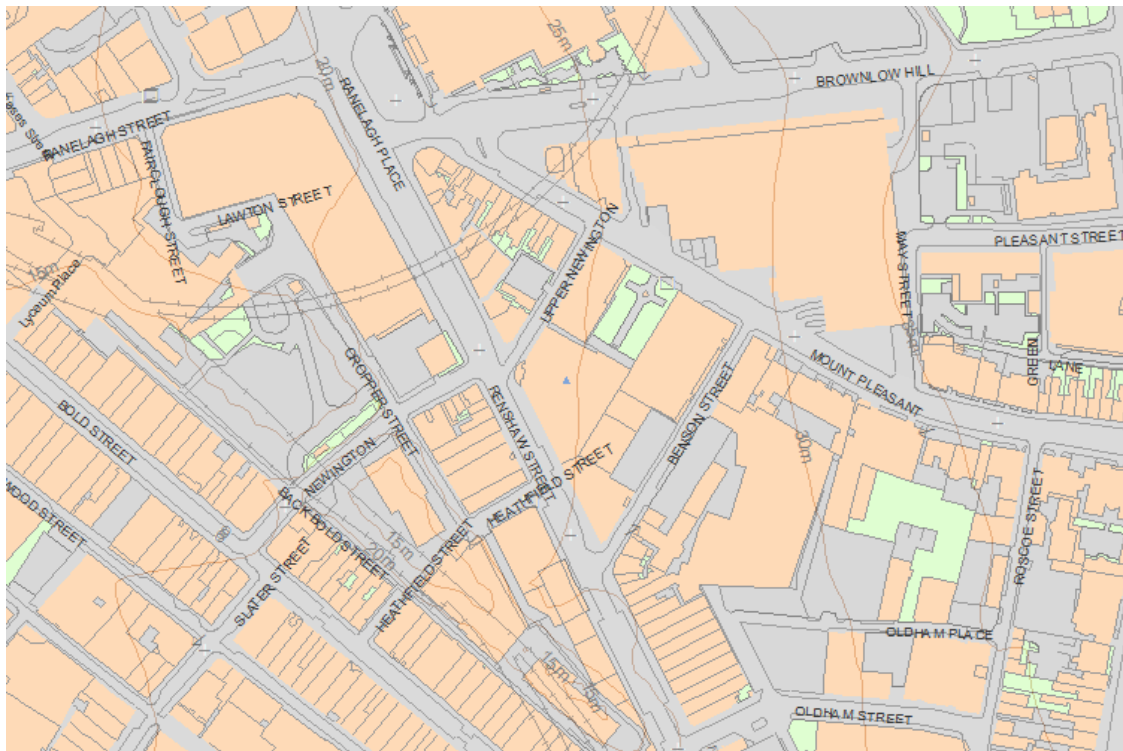 25m
20m
BROWNLOW HILL
RANELAGH PLACE
RANELAGH STREET
FAIRCLOUGH STREET
LAWTON STREET
UPPER NEWINGTON
MAY STREET
PLEASANT STREET
15m
Lyceum Place
GREEN
LANE
MOUNT PLEASANT
CROPPER STREET
RENSHAW STREET
BENSON STREET
BOLD STREET
30m
NEWINGTON
HEATHFIELD STREET
BACK BOLD STREET
WOOD STREET
ROSCOE STREET
15m
20m
SLATER STREET
HEATHFIELD STREET
OLDHAM PLACE
15m
15m
OLDHAM STREET